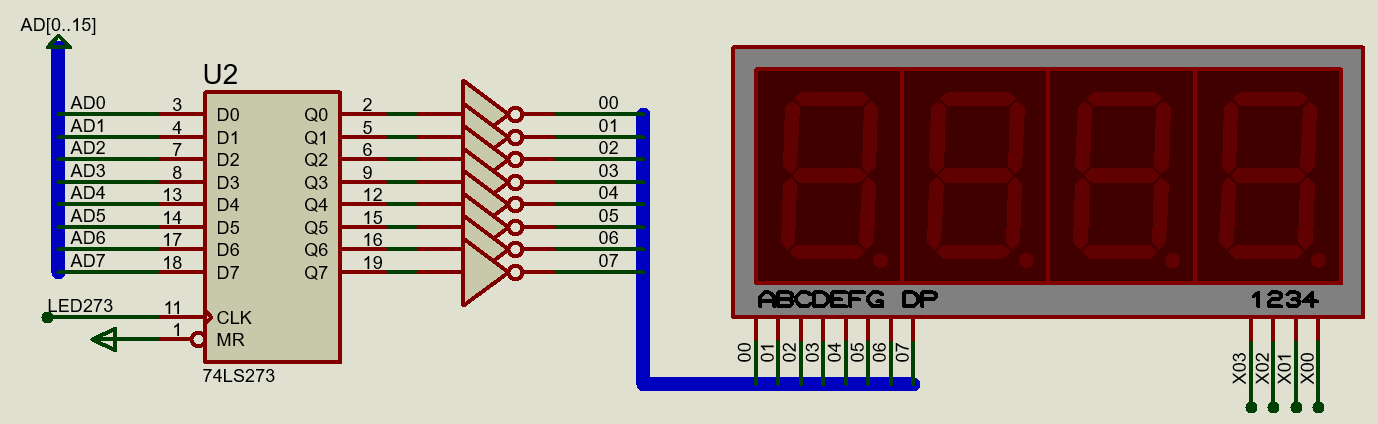 AD[0..15]
U2
AD0 3 D0 Q0 2 00
AD1 4 D1 Q1 5 01
AD2 7 D2 Q2 6 02
AD3 8 D3 Q3 9 03
AD4 13 D4 Q4 12 04
AD5 14 D5 Q5 15 05
AD6 17 D6 Q6 16 06
AD7 18 D7 Q7 19 07
LED273 11 CLK
1 MR
74LS273
ABCDEFG DP 1234
00 01 02 03 04 05 06 07 X03 X02 X01 X00